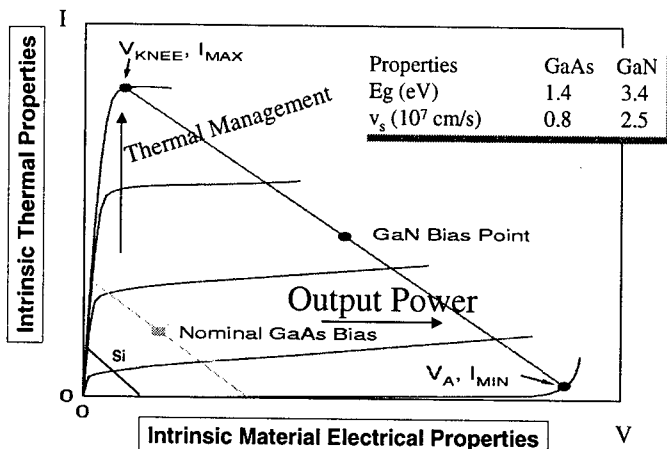 I
V_KNEE, I_MAX
Properties GaAs GaN
Eg (eV) 1.4 3.4
v_s (10^7 cm/s) 0.8 2.5
Thermal Management
Intrinsic Thermal Properties
GaN Bias Point
Output Power
Nominal GaAs Bias
Si
V_A, I_MIN
O
0
V
Intrinsic Material Electrical Properties